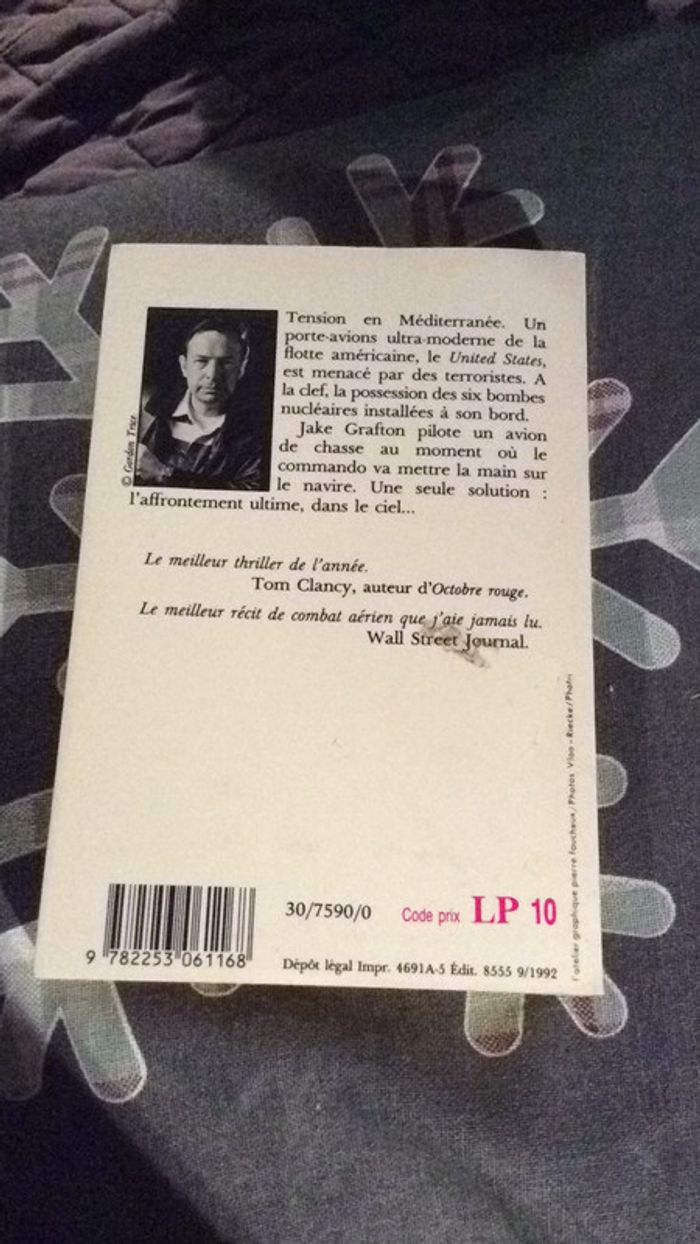 Tension en Méditerranée. Un
porte-avions ultra-moderne de la
flotte américaine, le United States,
est menacé par des terroristes. A
la clef, la possession des six bombes
nucléaires installées à son bord.
Jake Grafton pilote un avion
de chasse au moment où le
commando va mettre la main sur
le navire. Une seule solution :
l'affrontement ultime, dans le ciel...
© Gordon Trice
Le meilleur thriller de l'année.
Tom Clancy, auteur d'Octobre rouge.
Le meilleur récit de combat aérien que j'aie jamais lu.
Wall Street Journal.
l'atelier graphique pierre faucheux/Photos Vloo - Riecke/Photri
30/7590/0 Code prix LP 10
9 782253 061168
Dépôt légal Impr. 4691A-5 Édit. 8555 9/1992